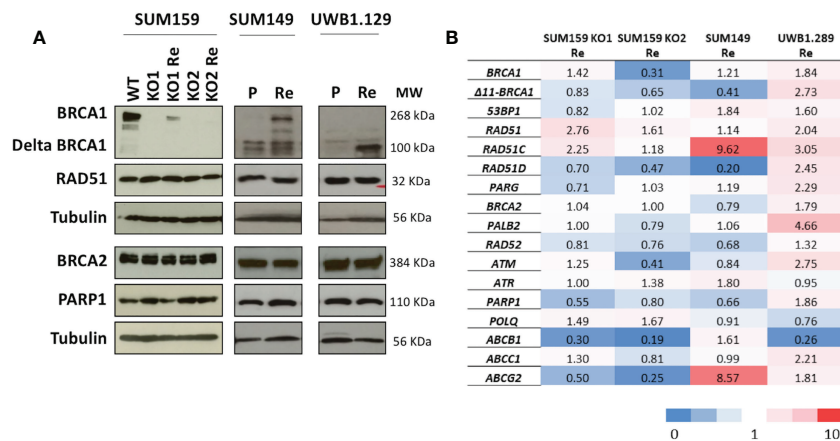 A
SUM159
SUM149
UWB1.129
WT
KO1
KO1 Re
KO2
KO2 Re
P
Re
P
Re
MW
BRCA1
268 kDa
Delta BRCA1
100 kDa
RAD51
32 KDa
Tubulin
56 KDa
BRCA2
384 KDa
PARP1
110 KDa
Tubulin
56 KDa
B
SUM159 KO1 Re
SUM159 KO2 Re
SUM149 Re
UWB1.289 Re
BRCA1 1.42 0.31 1.21 1.84
Δ11-BRCA1 0.83 0.65 0.41 2.73
53BP1 0.82 1.02 1.84 1.60
RAD51 2.76 1.61 1.14 2.04
RAD51C 2.25 1.18 9.62 3.05
RAD51D 0.70 0.47 0.20 2.45
PARG 0.71 1.03 1.19 2.29
BRCA2 1.04 1.00 0.79 1.79
PALB2 1.00 0.79 1.06 4.66
RAD52 0.81 0.76 0.68 1.32
ATM 1.25 0.41 0.84 2.75
ATR 1.00 1.38 1.80 0.95
PARP1 0.55 0.80 0.66 1.86
POLQ 1.49 1.67 0.91 0.76
ABCB1 0.30 0.19 1.61 0.26
ABCC1 1.30 0.81 0.99 2.21
ABCG2 0.50 0.25 8.57 1.81
0 1 10